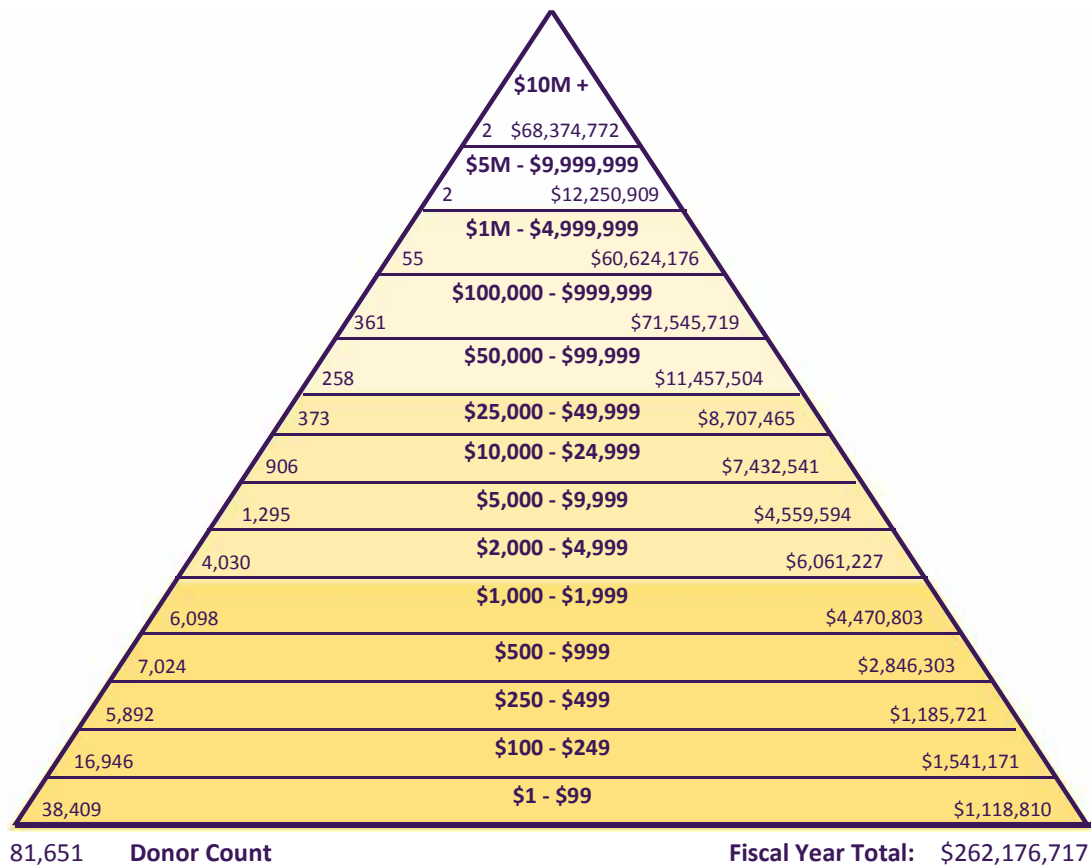 $10M +
2 $68,374,772
$5M - $9,999,999
2 $12,250,909
$1M - $4,999,999
55 $60,624,176
$100,000 - $999,999
361 $71,545,719
$50,000 - $99,999
258 $11,457,504
$25,000 - $49,999
373 $8,707,465
$10,000 - $24,999
906 $7,432,541
$5,000 - $9,999
1,295 $4,559,594
$2,000 - $4,999
4,030 $6,061,227
$1,000 - $1,999
6,098 $4,470,803
$500 - $999
7,024 $2,846,303
$250 - $499
5,892 $1,185,721
$100 - $249
16,946 $1,541,171
$1 - $99
38,409 $1,118,810
81,651 Donor Count Fiscal Year Total: $262,176,717